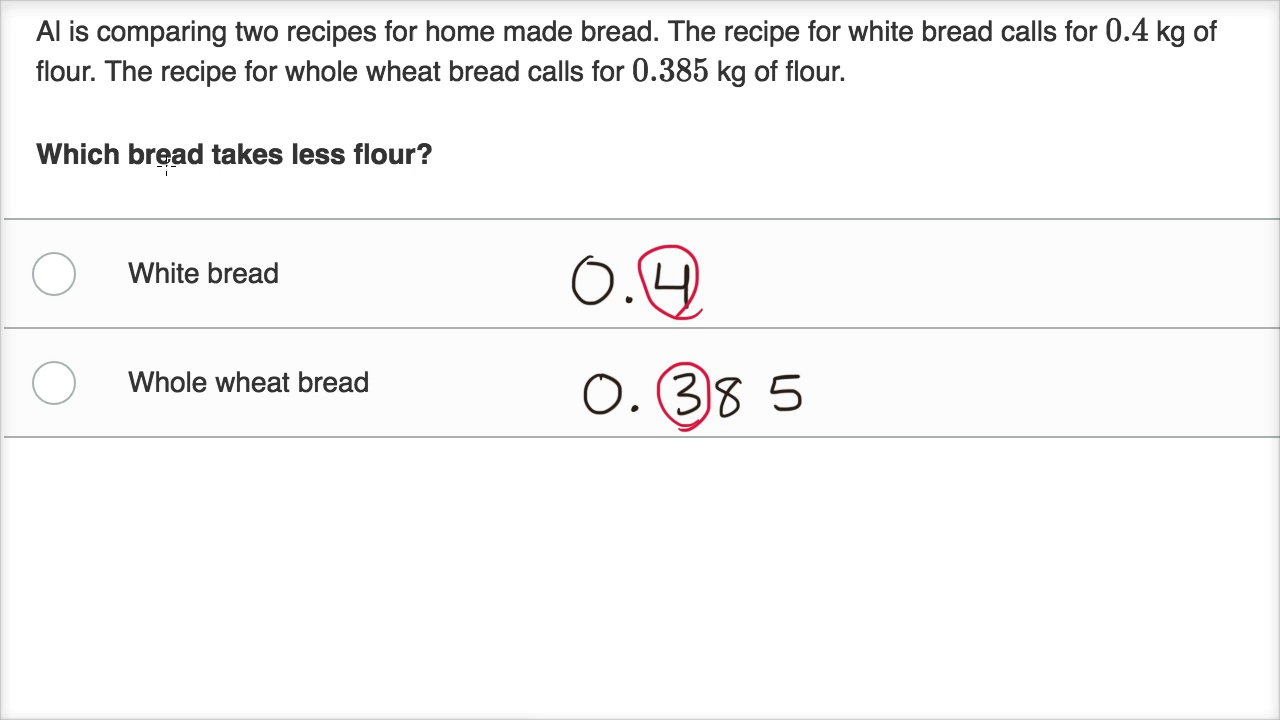 Al is comparing two recipes for home made bread. The recipe for white bread calls for 0.4 kg of
flour. The recipe for whole wheat bread calls for 0.385 kg of flour.
Which bread takes less flour?
White bread 0.4
Whole wheat bread 0.385